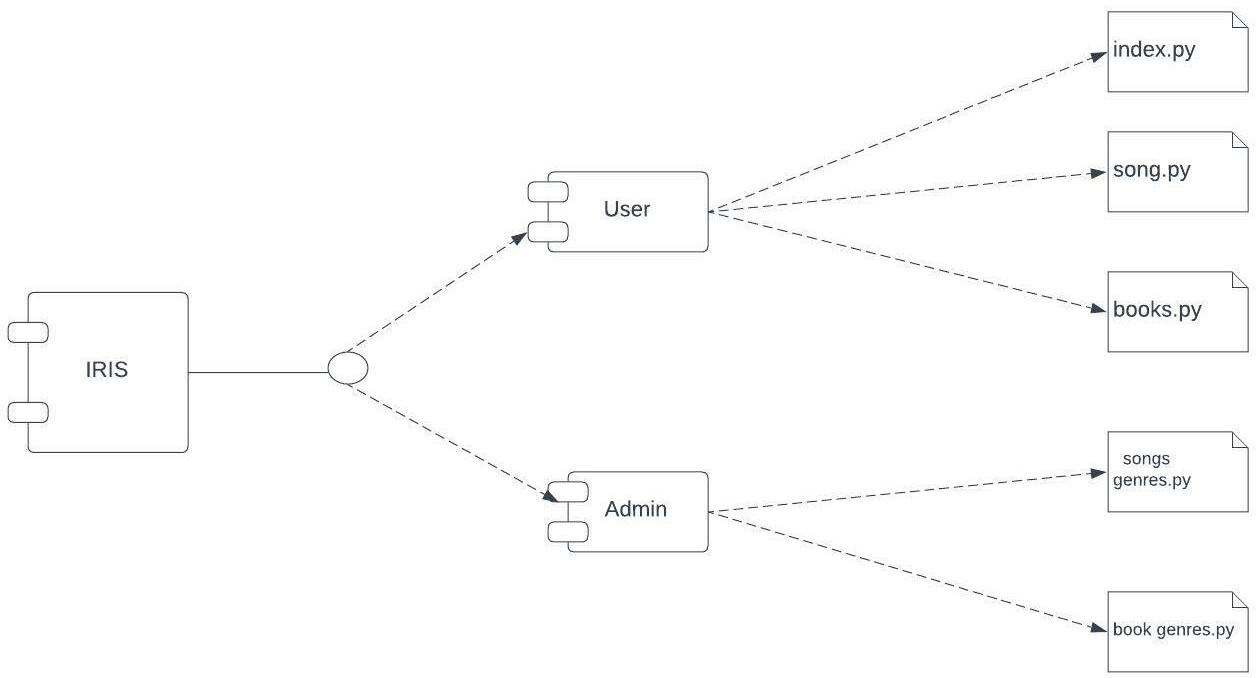 index.py
song.py
User
books.py
IRIS
songs
genres.py
Admin
book genres.py